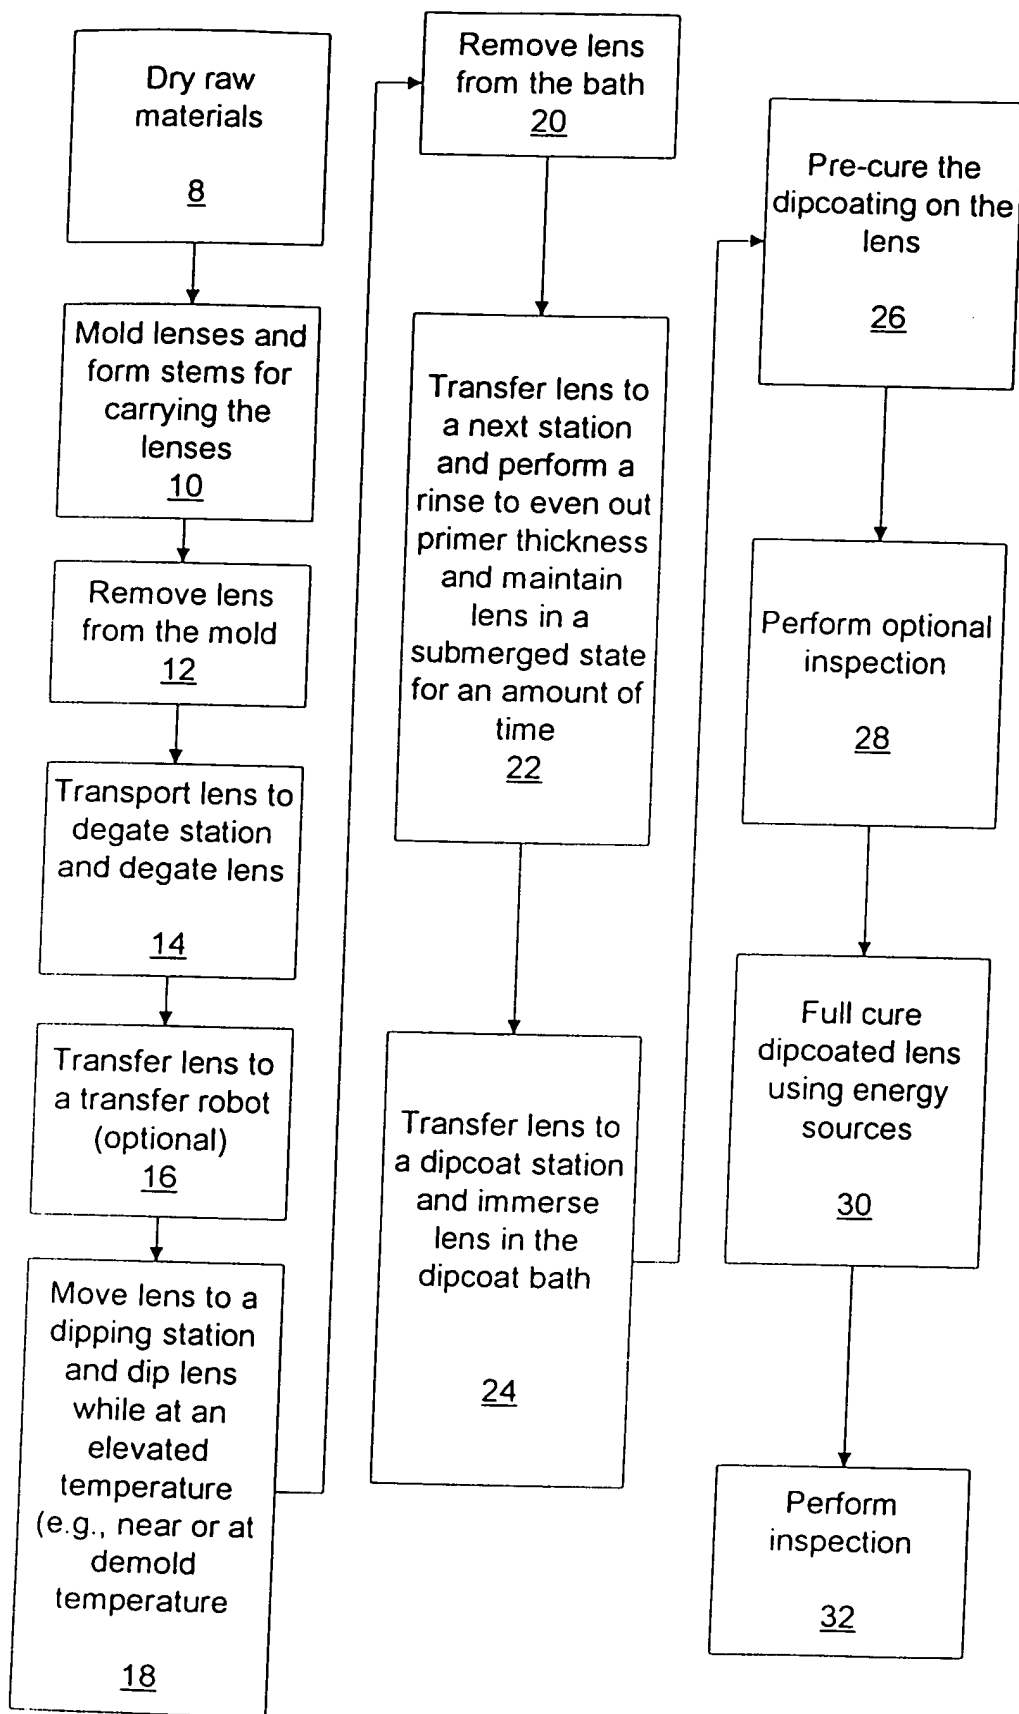 Dry raw
materials
8
Mold lenses and
form stems for
carrying the
lenses
10
Remove lens
from the mold
12
Transport lens to
degate station
and degate lens
14
Transfer lens to
a transfer robot
(optional)
16
Move lens to a
dipping station
and dip lens
while at an
elevated
temperature
(e.g., near or at
demold
temperature
18
Remove lens
from the bath
20
Transfer lens to
a next station
and perform a
rinse to even out
primer thickness
and maintain
lens in a
submerged state
for an amount of
time
22
Transfer lens to
a dipcoat station
and immerse
lens in the
dipcoat bath
24
Pre-cure the
dipcoating on the
lens
26
Perform optional
inspection
28
Full cure
dipcoated lens
using energy
sources
30
Perform
inspection
32